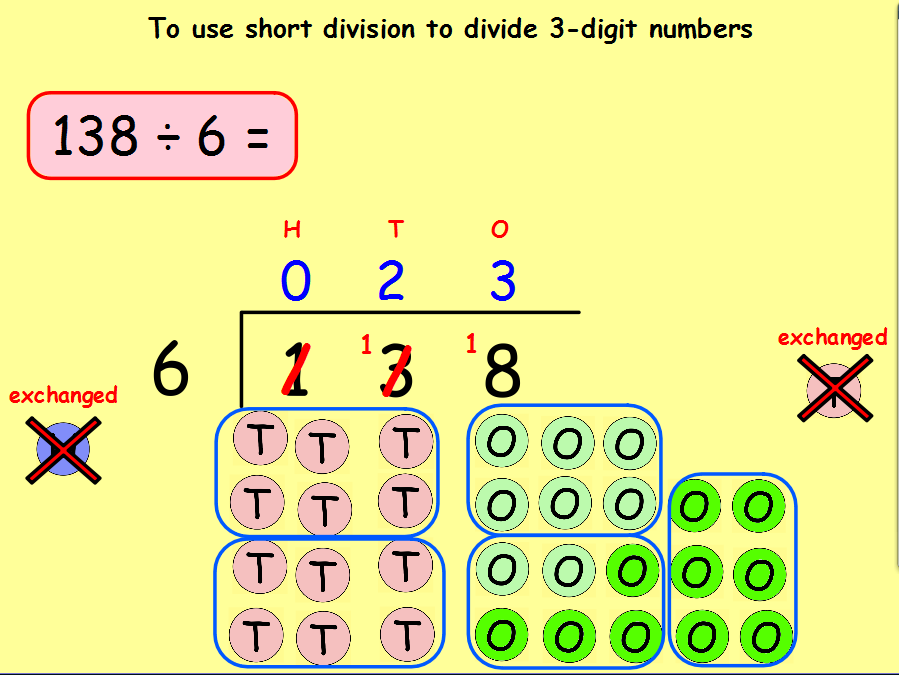 To use short division to divide 3-digit numbers
138 ÷ 6 =
H T O
0 2 3
exchanged
6 1 1 3 1 8
exchanged
T T T O O O
T T T O O O O O
T T T O O O O O
T T T O O O O O